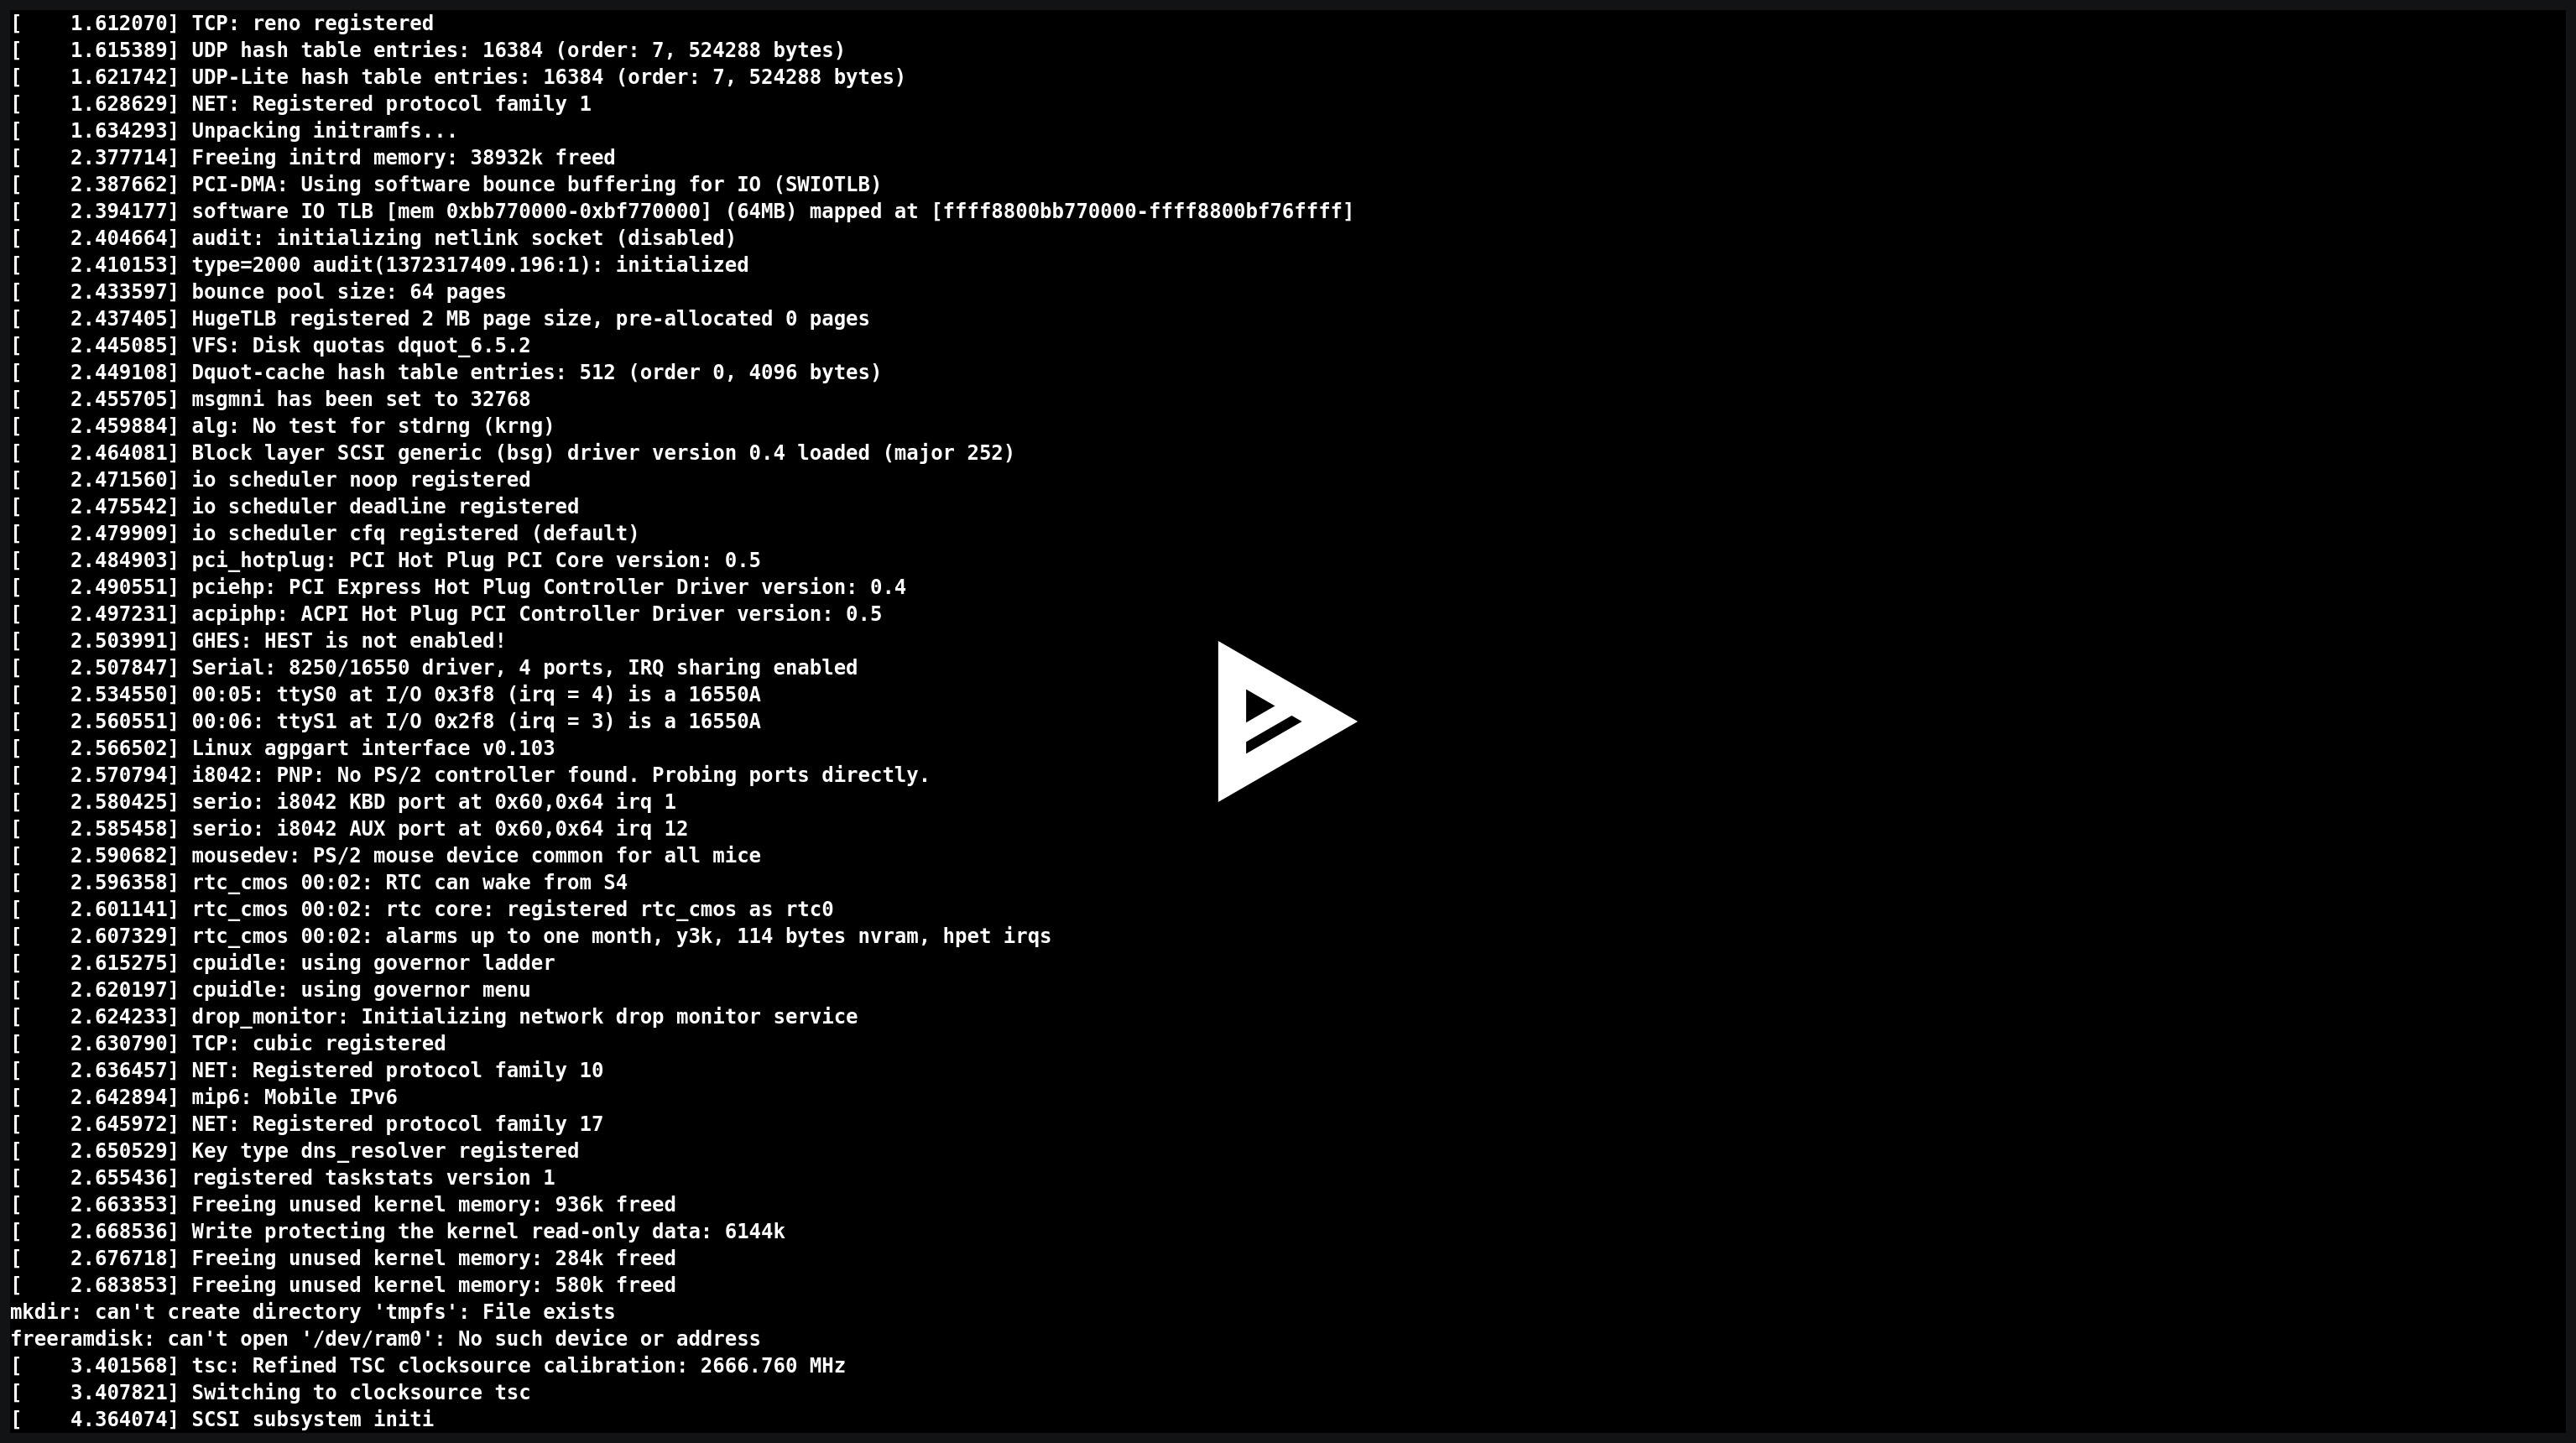 [    1.612070] TCP: reno registered
[    1.615389] UDP hash table entries: 16384 (order: 7, 524288 bytes)
[    1.621742] UDP-Lite hash table entries: 16384 (order: 7, 524288 bytes)
[    1.628629] NET: Registered protocol family 1
[    1.634293] Unpacking initramfs...
[    2.377714] Freeing initrd memory: 38932k freed
[    2.387662] PCI-DMA: Using software bounce buffering for IO (SWIOTLB)
[    2.394177] software IO TLB [mem 0xbb770000-0xbf770000] (64MB) mapped at [ffff8800bb770000-ffff8800bf76ffff]
[    2.404664] audit: initializing netlink socket (disabled)
[    2.410153] type=2000 audit(1372317409.196:1): initialized
[    2.433597] bounce pool size: 64 pages
[    2.437405] HugeTLB registered 2 MB page size, pre-allocated 0 pages
[    2.445085] VFS: Disk quotas dquot_6.5.2
[    2.449108] Dquot-cache hash table entries: 512 (order 0, 4096 bytes)
[    2.455705] msgmni has been set to 32768
[    2.459884] alg: No test for stdrng (krng)
[    2.464081] Block layer SCSI generic (bsg) driver version 0.4 loaded (major 252)
[    2.471560] io scheduler noop registered
[    2.475542] io scheduler deadline registered
[    2.479909] io scheduler cfq registered (default)
[    2.484903] pci_hotplug: PCI Hot Plug PCI Core version: 0.5
[    2.490551] pciehp: PCI Express Hot Plug Controller Driver version: 0.4
[    2.497231] acpiphp: ACPI Hot Plug PCI Controller Driver version: 0.5
[    2.503991] GHES: HEST is not enabled!
[    2.507847] Serial: 8250/16550 driver, 4 ports, IRQ sharing enabled
[    2.534550] 00:05: ttyS0 at I/O 0x3f8 (irq = 4) is a 16550A
[    2.560551] 00:06: ttyS1 at I/O 0x2f8 (irq = 3) is a 16550A
[    2.566502] Linux agpgart interface v0.103
[    2.570794] i8042: PNP: No PS/2 controller found. Probing ports directly.
[    2.580425] serio: i8042 KBD port at 0x60,0x64 irq 1
[    2.585458] serio: i8042 AUX port at 0x60,0x64 irq 12
[    2.590682] mousedev: PS/2 mouse device common for all mice
[    2.596358] rtc_cmos 00:02: RTC can wake from S4
[    2.601141] rtc_cmos 00:02: rtc core: registered rtc_cmos as rtc0
[    2.607329] rtc_cmos 00:02: alarms up to one month, y3k, 114 bytes nvram, hpet irqs
[    2.615275] cpuidle: using governor ladder
[    2.620197] cpuidle: using governor menu
[    2.624233] drop_monitor: Initializing network drop monitor service
[    2.630790] TCP: cubic registered
[    2.636457] NET: Registered protocol family 10
[    2.642894] mip6: Mobile IPv6
[    2.645972] NET: Registered protocol family 17
[    2.650529] Key type dns_resolver registered
[    2.655436] registered taskstats version 1
[    2.663353] Freeing unused kernel memory: 936k freed
[    2.668536] Write protecting the kernel read-only data: 6144k
[    2.676718] Freeing unused kernel memory: 284k freed
[    2.683853] Freeing unused kernel memory: 580k freed
mkdir: can't create directory 'tmpfs': File exists
freeramdisk: can't open '/dev/ram0': No such device or address
[    3.401568] tsc: Refined TSC clocksource calibration: 2666.760 MHz
[    3.407821] Switching to clocksource tsc
[    4.364074] SCSI subsystem initi